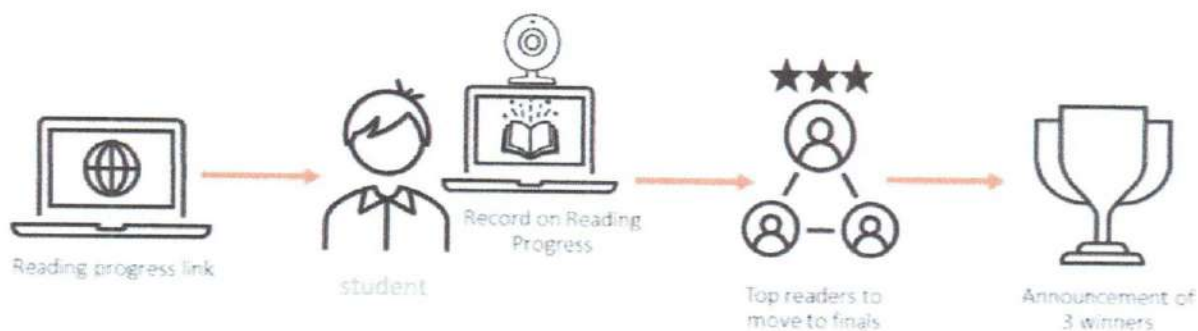 Reading progress link
student
Record on Reading
Progress
Top readers to
move to finals
Announcement of
3 winners